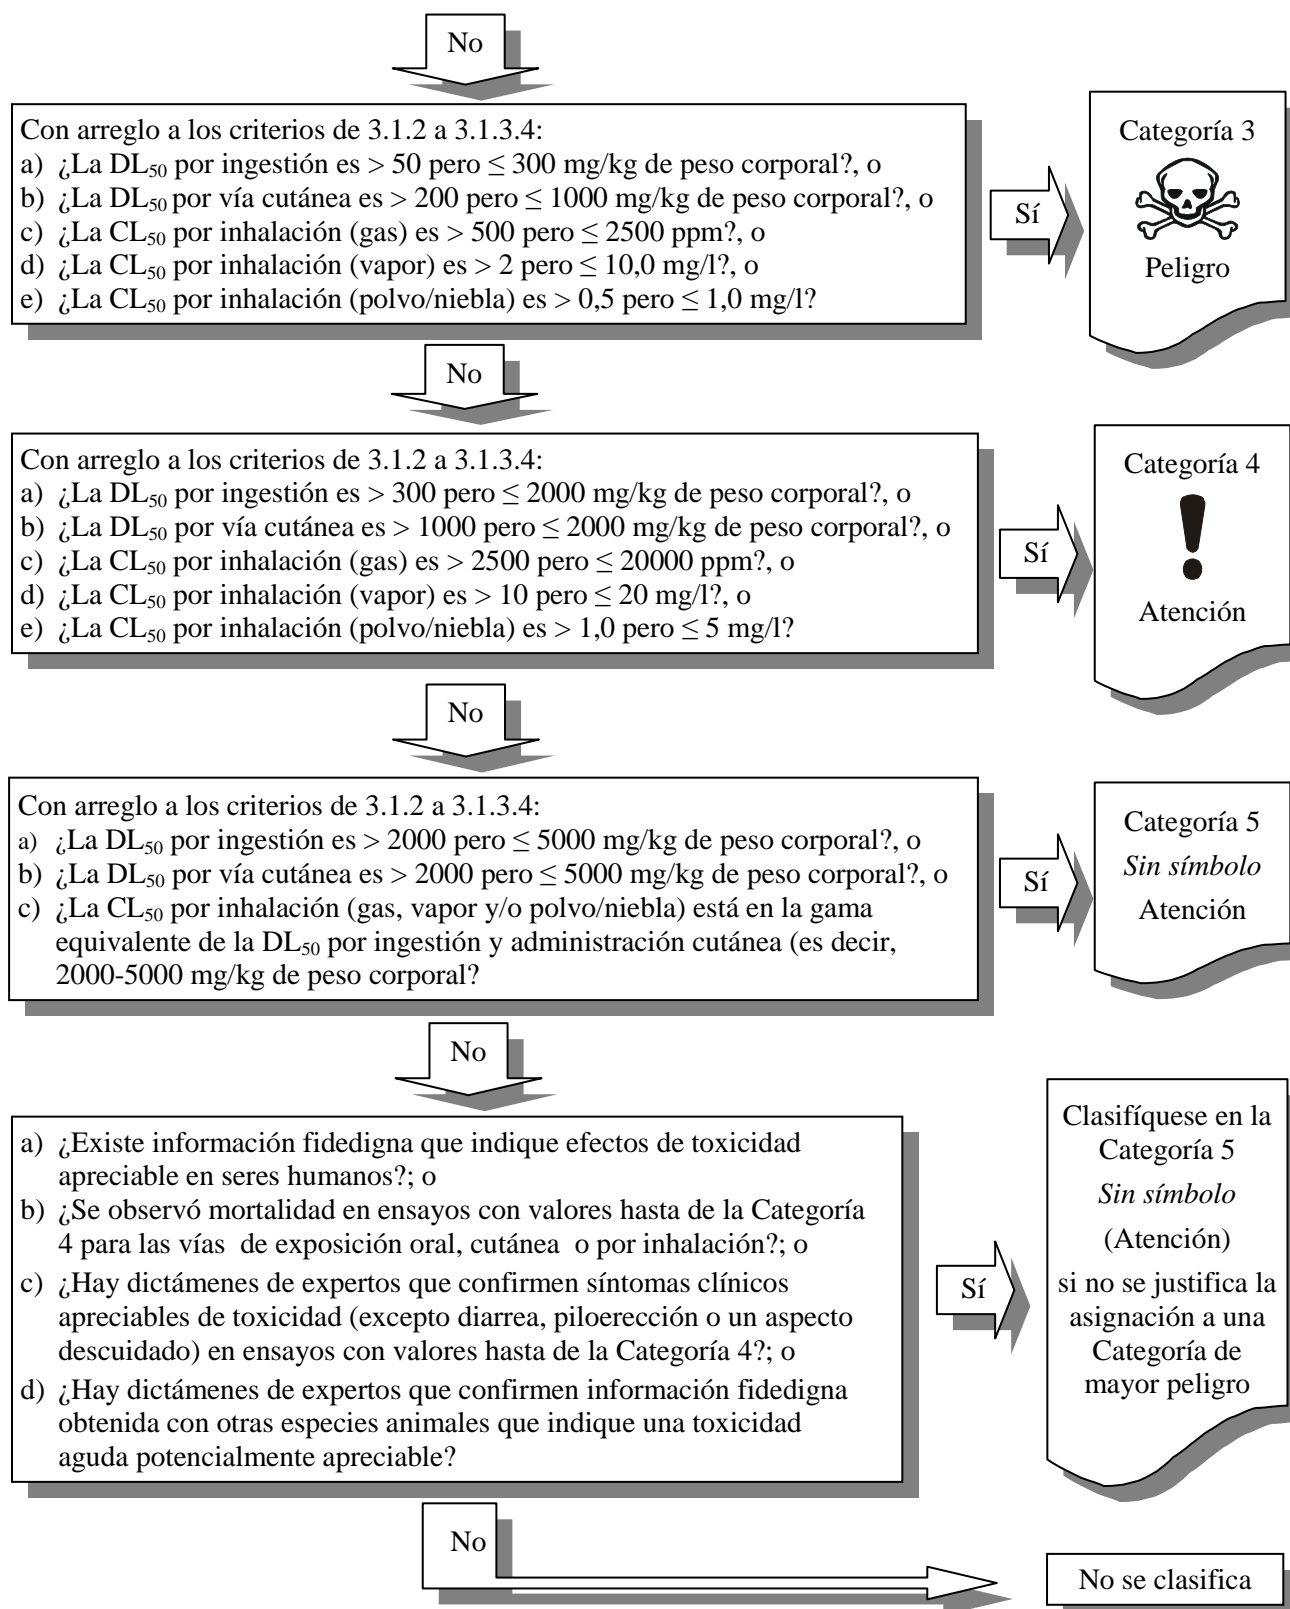 No
Con arreglo a los criterios de 3.1.2 a 3.1.3.4:
a) ¿La DL50 por ingestión es > 50 pero ≤ 300 mg/kg de peso corporal?, o
b) ¿La DL50 por vía cutánea es > 200 pero ≤ 1000 mg/kg de peso corporal?, o
c) ¿La CL50 por inhalación (gas) es > 500 pero ≤ 2500 ppm?, o
d) ¿La CL50 por inhalación (vapor) es > 2 pero ≤ 10,0 mg/l?, o
e) ¿La CL50 por inhalación (polvo/niebla) es > 0,5 pero ≤ 1,0 mg/l?
Sí
Categoría 3
Peligro
No
Con arreglo a los criterios de 3.1.2 a 3.1.3.4:
a) ¿La DL50 por ingestión es > 300 pero ≤ 2000 mg/kg de peso corporal?, o
b) ¿La DL50 por vía cutánea es > 1000 pero ≤ 2000 mg/kg de peso corporal?, o
c) ¿La CL50 por inhalación (gas) es > 2500 pero ≤ 20000 ppm?, o
d) ¿La CL50 por inhalación (vapor) es > 10 pero ≤ 20 mg/l?, o
e) ¿La CL50 por inhalación (polvo/niebla) es > 1,0 pero ≤ 5 mg/l?
Sí
Categoría 4
Atención
No
Con arreglo a los criterios de 3.1.2 a 3.1.3.4:
a) ¿La DL50 por ingestión es > 2000 pero ≤ 5000 mg/kg de peso corporal?, o
b) ¿La DL50 por vía cutánea es > 2000 pero ≤ 5000 mg/kg de peso corporal?, o
c) ¿La CL50 por inhalación (gas, vapor y/o polvo/niebla) está en la gama
equivalente de la DL50 por ingestión y administración cutánea (es decir,
2000-5000 mg/kg de peso corporal?
Sí
Categoría 5
Sin símbolo
Atención
No
a) ¿Existe información fidedigna que indique efectos de toxicidad
apreciable en seres humanos?; o
b) ¿Se observó mortalidad en ensayos con valores hasta de la Categoría
4 para las vías de exposición oral, cutánea o por inhalación?; o
c) ¿Hay dictámenes de expertos que confirmen síntomas clínicos
apreciables de toxicidad (excepto diarrea, piloerección o un aspecto
descuidado) en ensayos con valores hasta de la Categoría 4?; o
d) ¿Hay dictámenes de expertos que confirmen información fidedigna
obtenida con otras especies animales que indique una toxicidad
aguda potencialmente apreciable?
Sí
Clasifíquese en la
Categoría 5
Sin símbolo
(Atención)
si no se justifica la
asignación a una
Categoría de
mayor peligro
No
No se clasifica